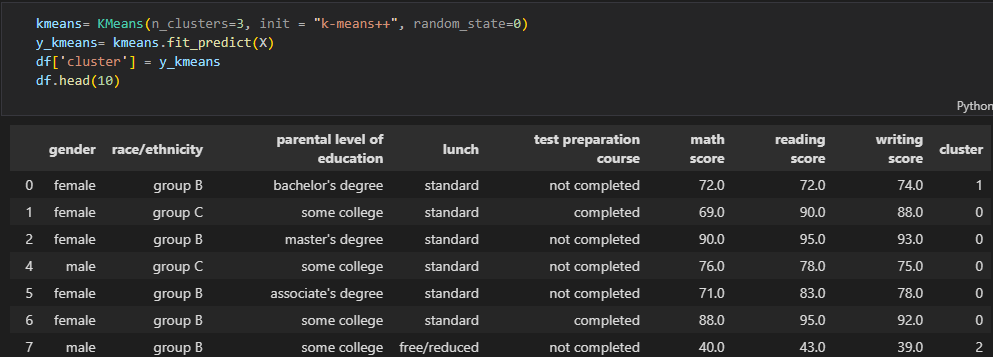 kmeans= KMeans(n_clusters=3, init = "k-means++", random_state=0)
y_kmeans= kmeans.fit_predict(X)
df['cluster'] = y_kmeans
df.head(10)
Python
gender race/ethnicity parental level of education lunch test preparation course math score reading score writing score cluster
0 female group B bachelor's degree standard not completed 72.0 72.0 74.0 1
1 female group C some college standard completed 69.0 90.0 88.0 0
2 female group B master's degree standard not completed 90.0 95.0 93.0 0
4 male group C some college standard not completed 76.0 78.0 75.0 0
5 female group B associate's degree standard not completed 71.0 83.0 78.0 0
6 female group B some college standard completed 88.0 95.0 92.0 0
7 male group B some college free/reduced not completed 40.0 43.0 39.0 2